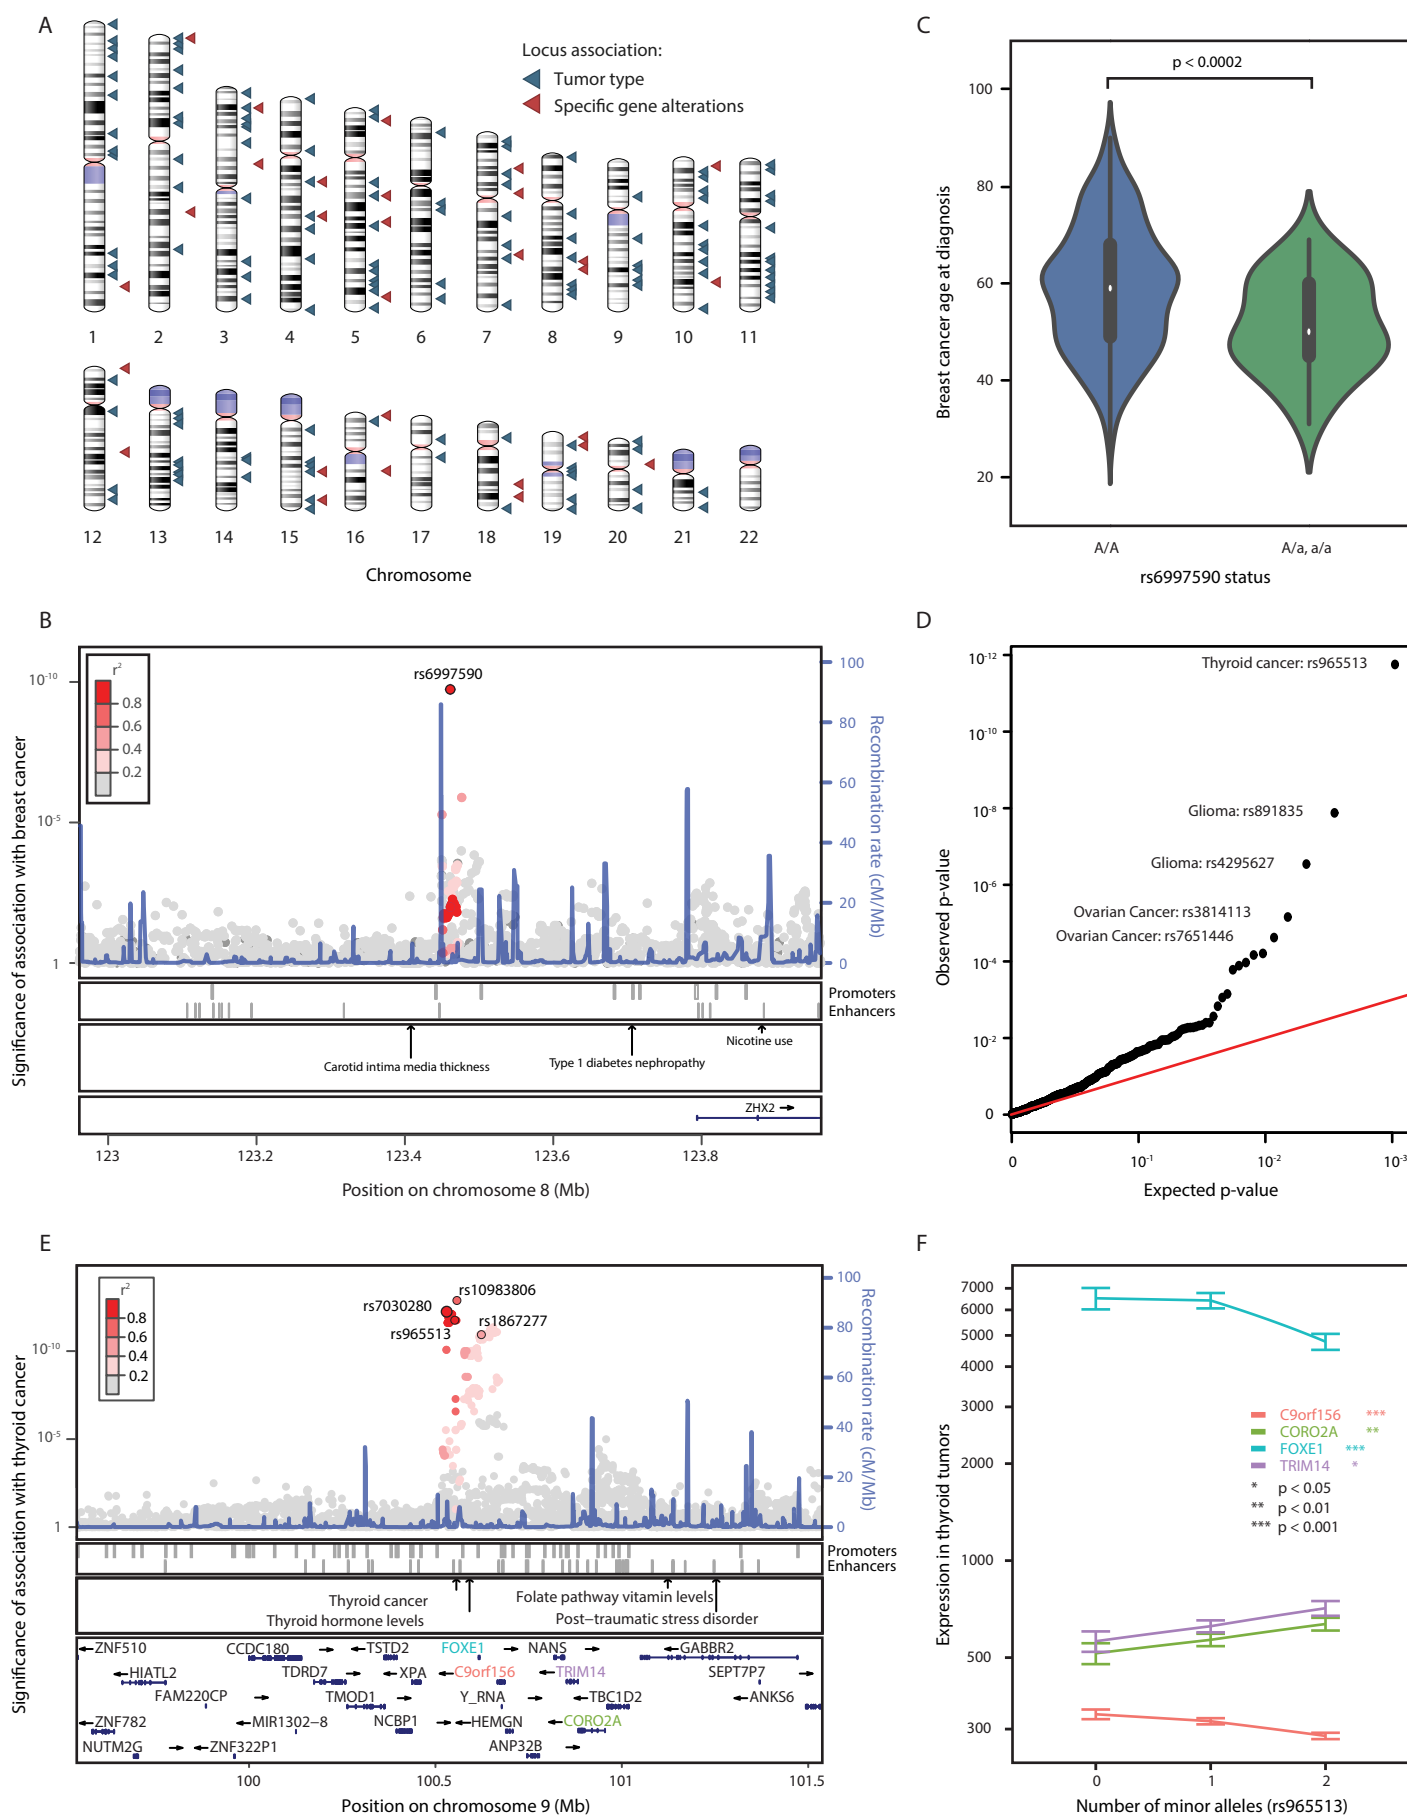 A
Locus association:
Tumor type
Specific gene alterations
1 2 3 4 5 6 7 8 9 10 11
12 13 14 15 16 17 18 19 20 21 22
Chromosome
C
p < 0.0002
100
80
60
40
20
Breast cancer age at diagnosis
A/A A/a, a/a
rs6997590 status
B
r²
0.8
0.6
0.4
0.2
rs6997590
10⁻¹⁰
10⁻⁵
1
Significance of association with breast cancer
100
80
60
40
20
0
Recombination rate (cM/Mb)
Promoters
Enhancers
Carotid intima media thickness
Type 1 diabetes nephropathy
Nicotine use
ZHX2
123 123.2 123.4 123.6 123.8
Position on chromosome 8 (Mb)
D
10⁻¹²
10⁻¹⁰
10⁻⁸
10⁻⁶
10⁻⁴
10⁻²
0
Observed p-value
Thyroid cancer: rs965513
Glioma: rs891835
Glioma: rs4295627
Ovarian Cancer: rs3814113
Ovarian Cancer: rs7651446
0 10⁻¹ 10⁻² 10⁻³
Expected p-value
E
r²
0.8
0.6
0.4
0.2
rs10983806
rs7030280
rs1867277
rs965513
10⁻¹⁰
10⁻⁵
1
Significance of association with thyroid cancer
100
80
60
40
20
0
Recombination rate (cM/Mb)
Promoters
Enhancers
Thyroid cancer
Thyroid hormone levels
Folate pathway vitamin levels
Post−traumatic stress disorder
ZNF510 CCDC180 TSTD2 FOXE1 NANS GABBR2
HIATL2 TDRD7 XPA C9orf156 TRIM14 SEPT7P7
FAM220CP TMOD1 Y_RNA TBC1D2 ANKS6
ZNF782 MIR1302−8 NCBP1 HEMGN CORO2A
NUTM2G ZNF322P1 ANP32B
100 100.5 101 101.5
Position on chromosome 9 (Mb)
F
7000
6000
5000
4000
3000
2000
1000
500
300
Expression in thyroid tumors
C9orf156 ***
CORO2A **
FOXE1 ***
TRIM14 *
* p < 0.05
** p < 0.01
*** p < 0.001
0 1 2
Number of minor alleles (rs965513)